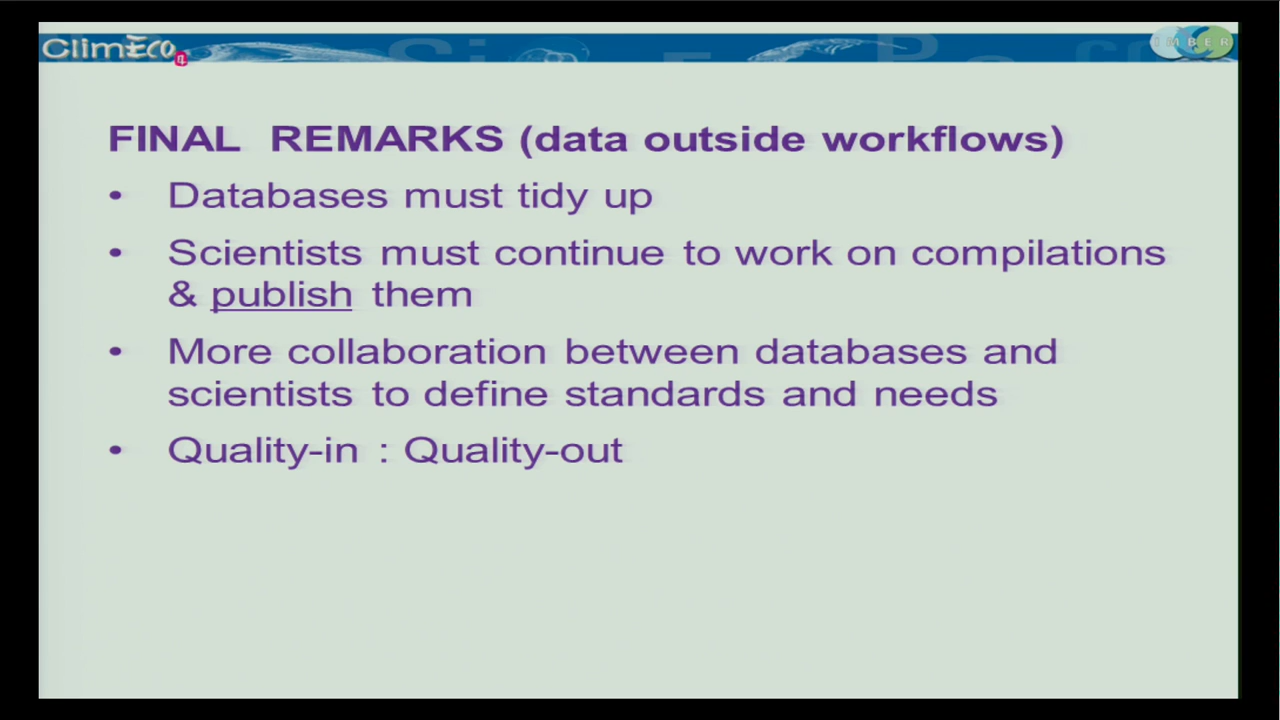 ClimEco
IMBER
FINAL REMARKS (data outside workflows)
• Databases must tidy up
• Scientists must continue to work on compilations
& publish them
• More collaboration between databases and
scientists to define standards and needs
• Quality-in : Quality-out